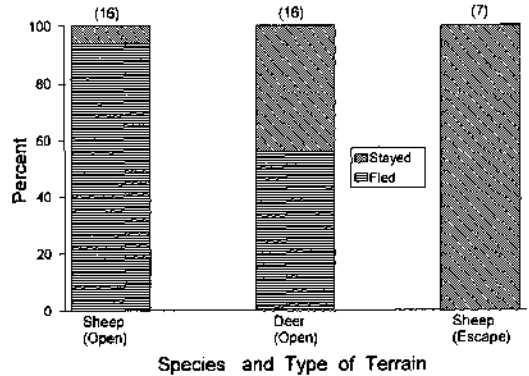 (16) (16) (7)
100
80
60
40
20
0
Percent
Stayed
Fled
Sheep (Open)
Deer (Open)
Sheep (Escape)
Species and Type of Terrain